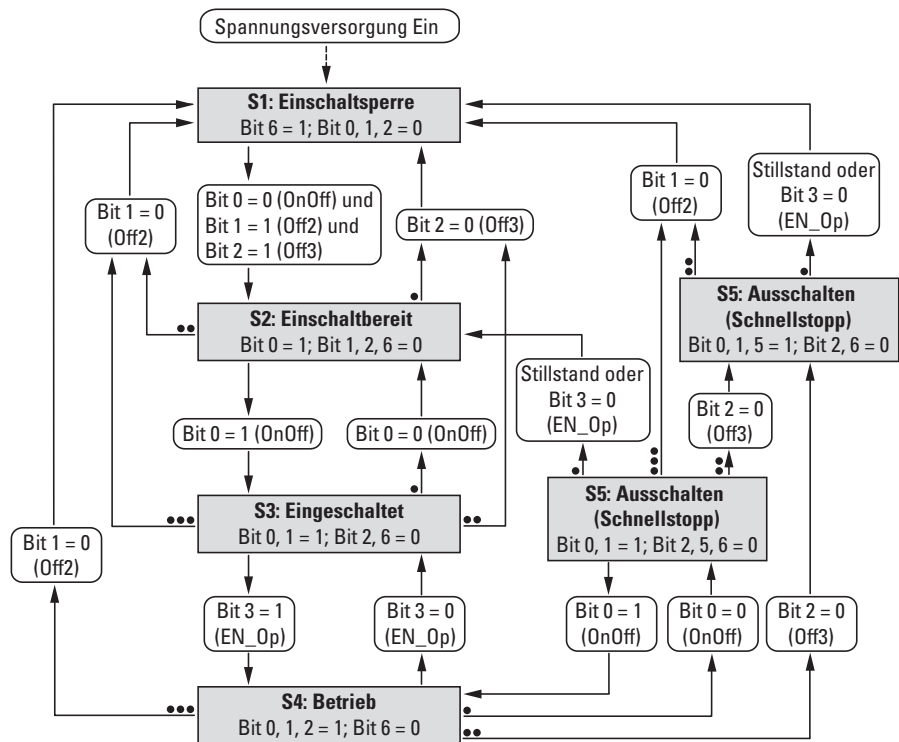 Spannungsversorgung Ein
S1: Einschaltsperre
Bit 6 = 1; Bit 0, 1, 2 = 0
Bit 1 = 0
(Off2)
Bit 0 = 0 (OnOff) und
Bit 1 = 1 (Off2) und
Bit 2 = 1 (Off3)
Bit 2 = 0 (Off3)
Bit 1 = 0
(Off2)
Stillstand oder
Bit 3 = 0
(EN_Op)
S2: Einschaltbereit
Bit 0 = 1; Bit 1, 2, 6 = 0
S5: Ausschalten
(Schnellstopp)
Bit 0, 1, 5 = 1; Bit 2, 6 = 0
Bit 0 = 1 (OnOff)
Bit 0 = 0 (OnOff)
Stillstand oder
Bit 3 = 0
(EN_Op)
Bit 2 = 0
(Off3)
S3: Eingeschaltet
Bit 0, 1 = 1; Bit 2, 6 = 0
S5: Ausschalten
(Schnellstopp)
Bit 0, 1 = 1; Bit 2, 5, 6 = 0
Bit 1 = 0
(Off2)
Bit 3 = 1
(EN_Op)
Bit 3 = 0
(EN_Op)
Bit 0 = 1
(OnOff)
Bit 0 = 0
(OnOff)
Bit 2 = 0
(Off3)
S4: Betrieb
Bit 0, 1, 2 = 1; Bit 6 = 0